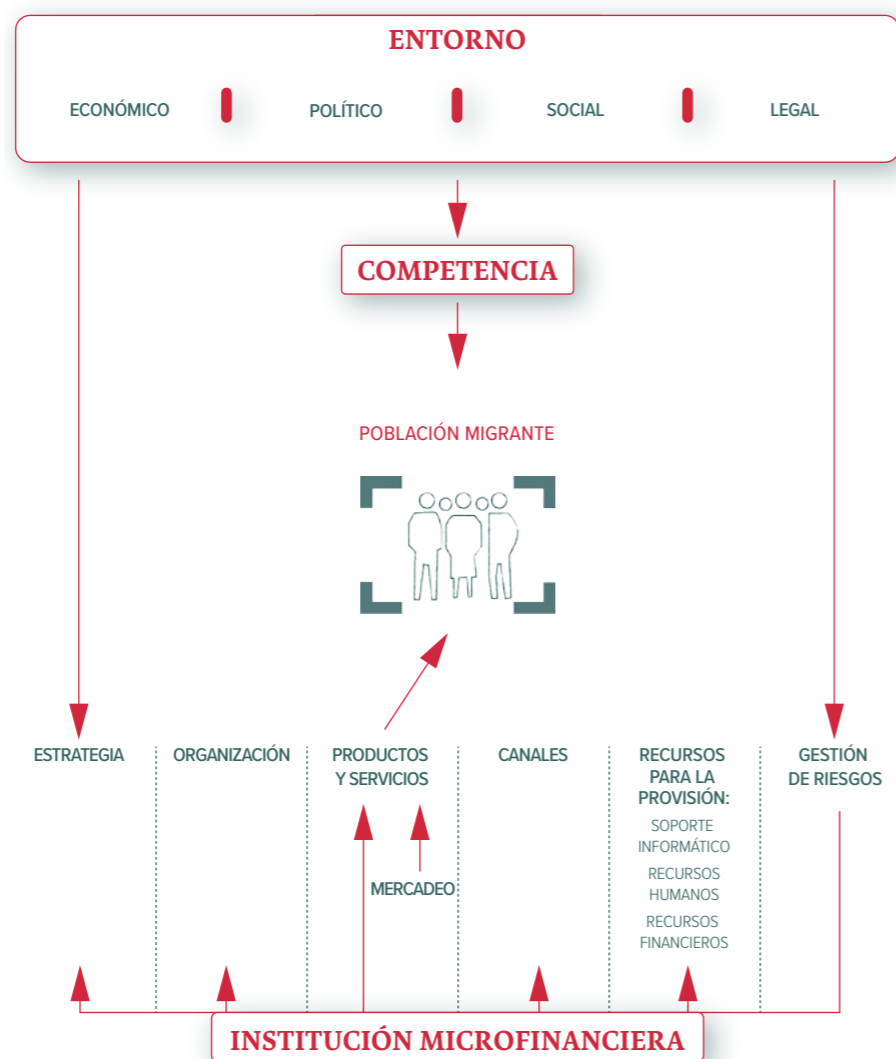 ENTORNO
ECONÓMICO
POLÍTICO
SOCIAL
LEGAL
COMPETENCIA
POBLACIÓN MIGRANTE
ESTRATEGIA
ORGANIZACIÓN
PRODUCTOS
Y SERVICIOS
MERCADEO
CANALES
RECURSOS
PARA LA
PROVISIÓN:
SOPORTE
INFORMÁTICO
RECURSOS
HUMANOS
RECURSOS
FINANCIEROS
GESTIÓN
DE RIESGOS
INSTITUCIÓN MICROFINANCIERA